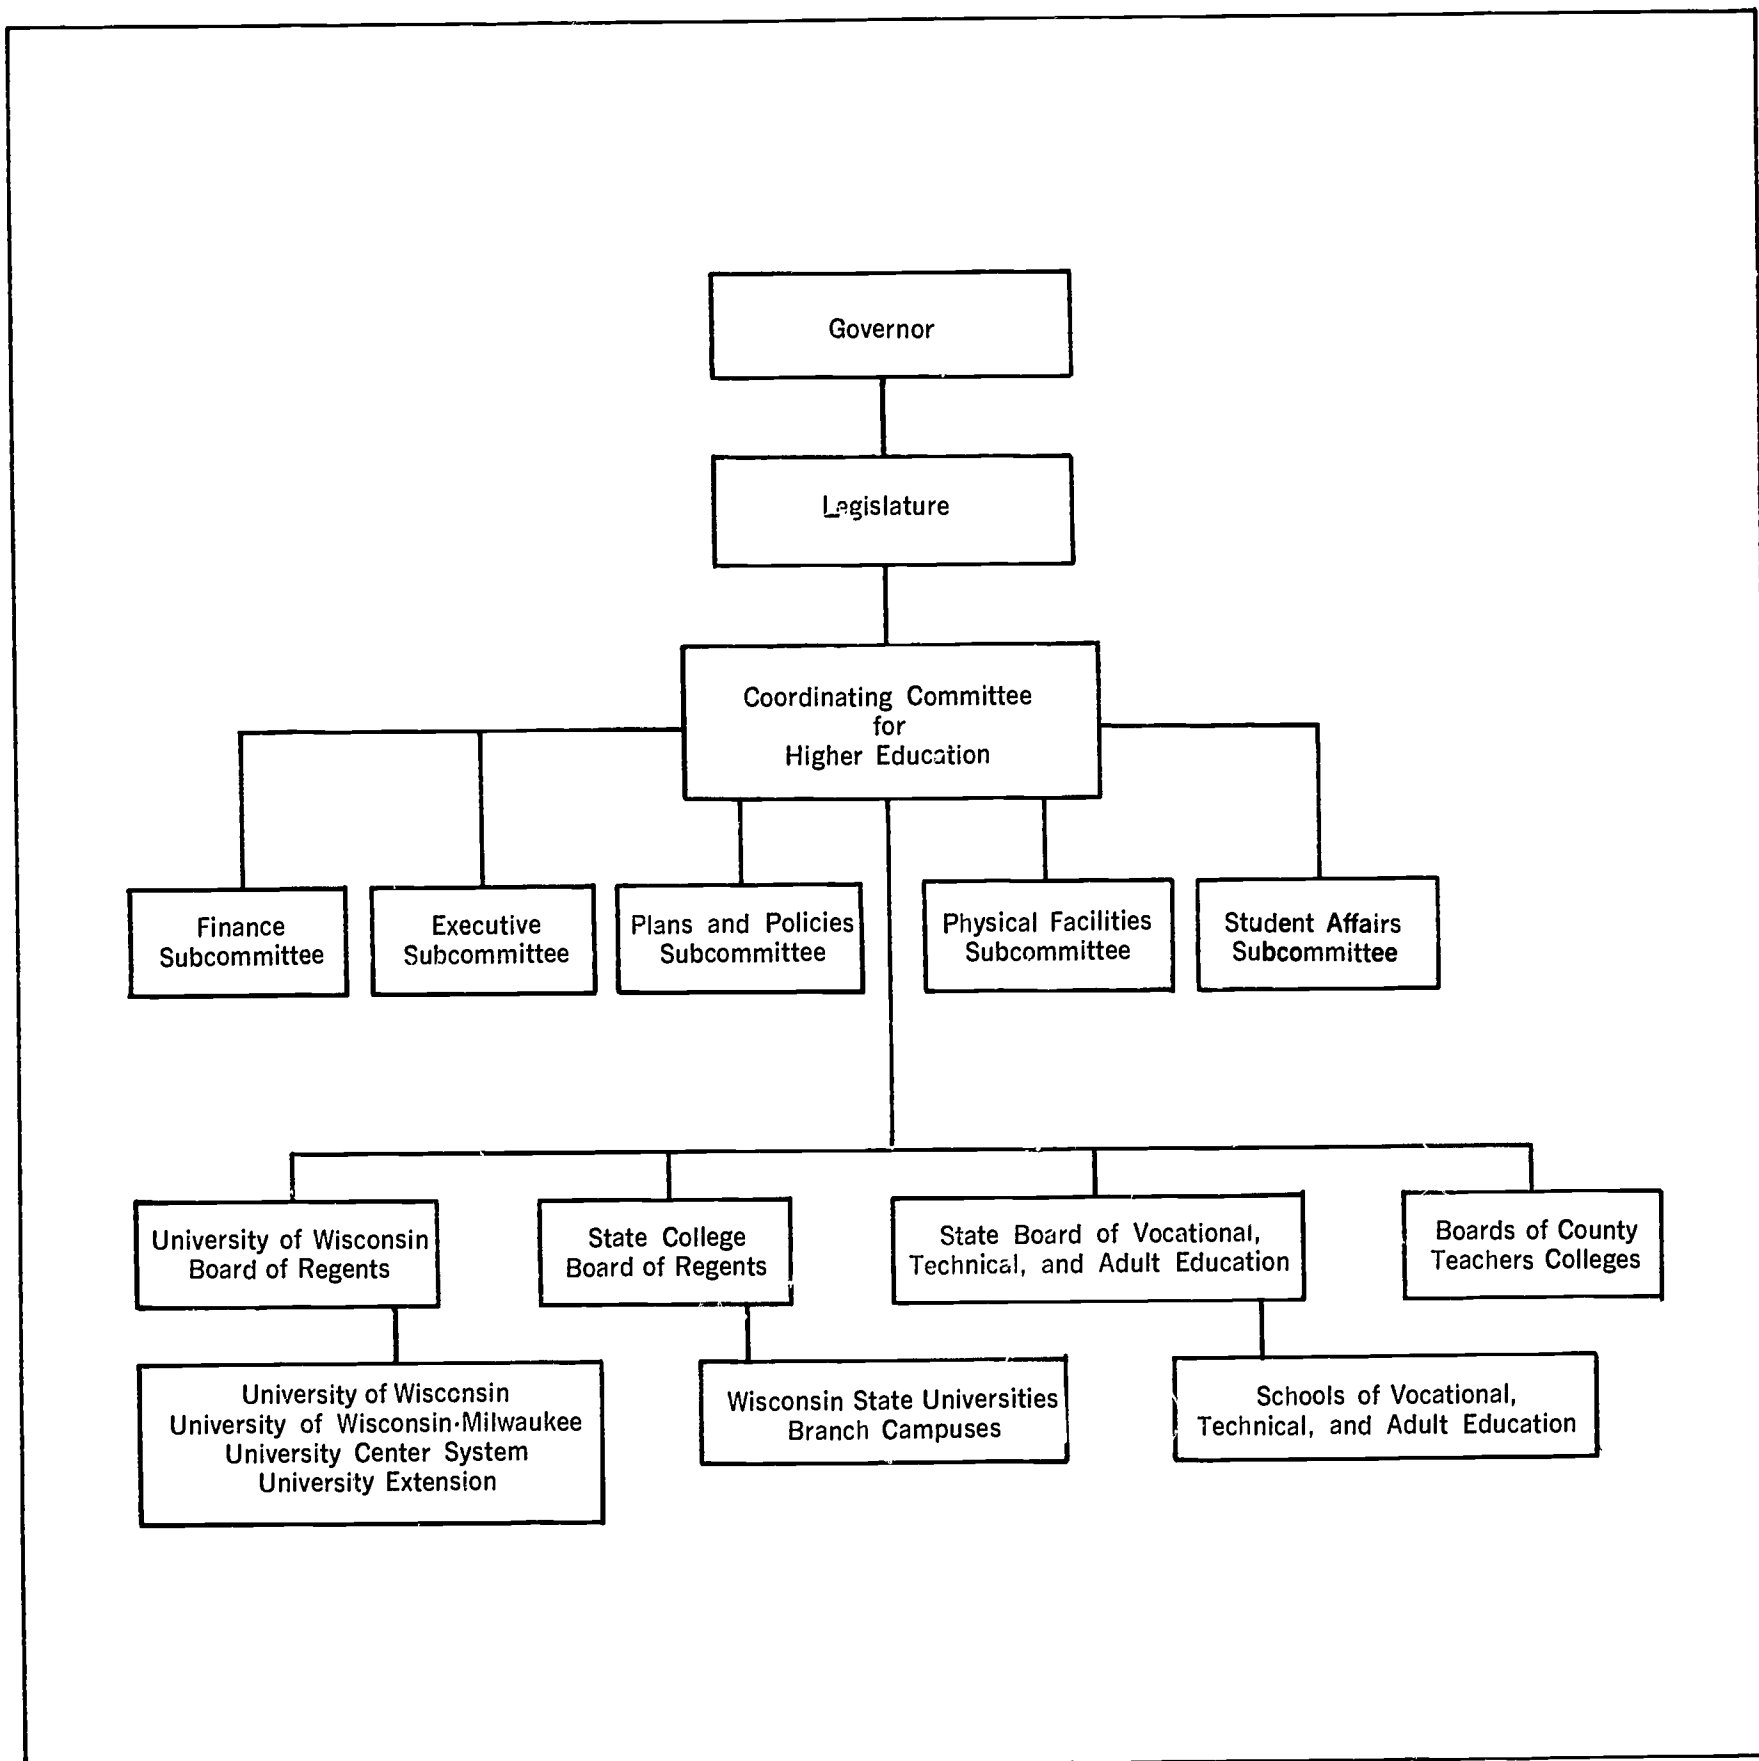 Governor
Legislature
Coordinating Committee
for
Higher Education
Finance
Subcommittee
Executive
Subcommittee
Plans and Policies
Subcommittee
Physical Facilities
Subcommittee
Student Affairs
Subcommittee
University of Wisconsin
Board of Regents
State College
Board of Regents
State Board of Vocational,
Technical, and Adult Education
Boards of County
Teachers Colleges
University of Wisconsin
University of Wisconsin-Milwaukee
University Center System
University Extension
Wisconsin State Universities
Branch Campuses
Schools of Vocational,
Technical, and Adult Education